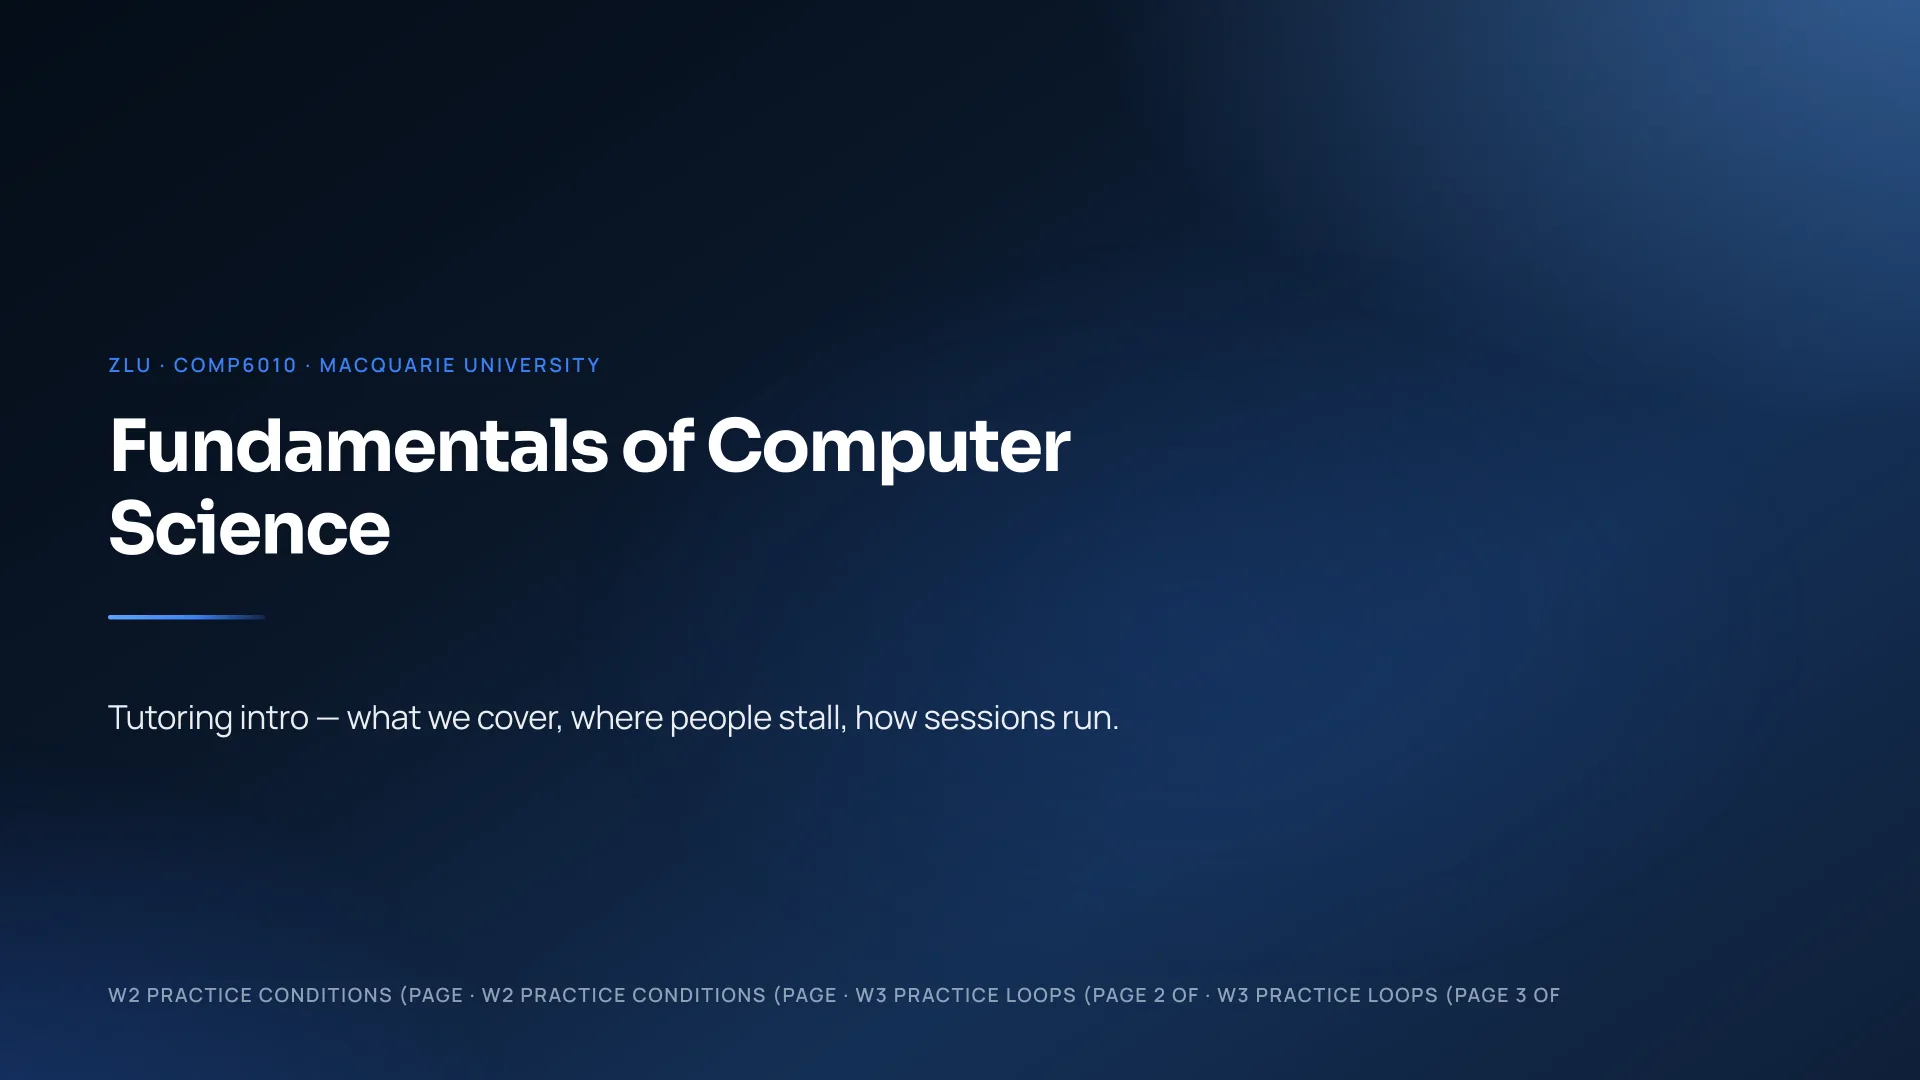 ZLU · COMP6010 · MACQUARIE UNIVERSITY
Fundamentals of Computer
Science
Tutoring intro — what we cover, where people stall, how sessions run.
W2 PRACTICE CONDITIONS (PAGE · W2 PRACTICE CONDITIONS (PAGE · W3 PRACTICE LOOPS (PAGE 2 OF · W3 PRACTICE LOOPS (PAGE 3 OF